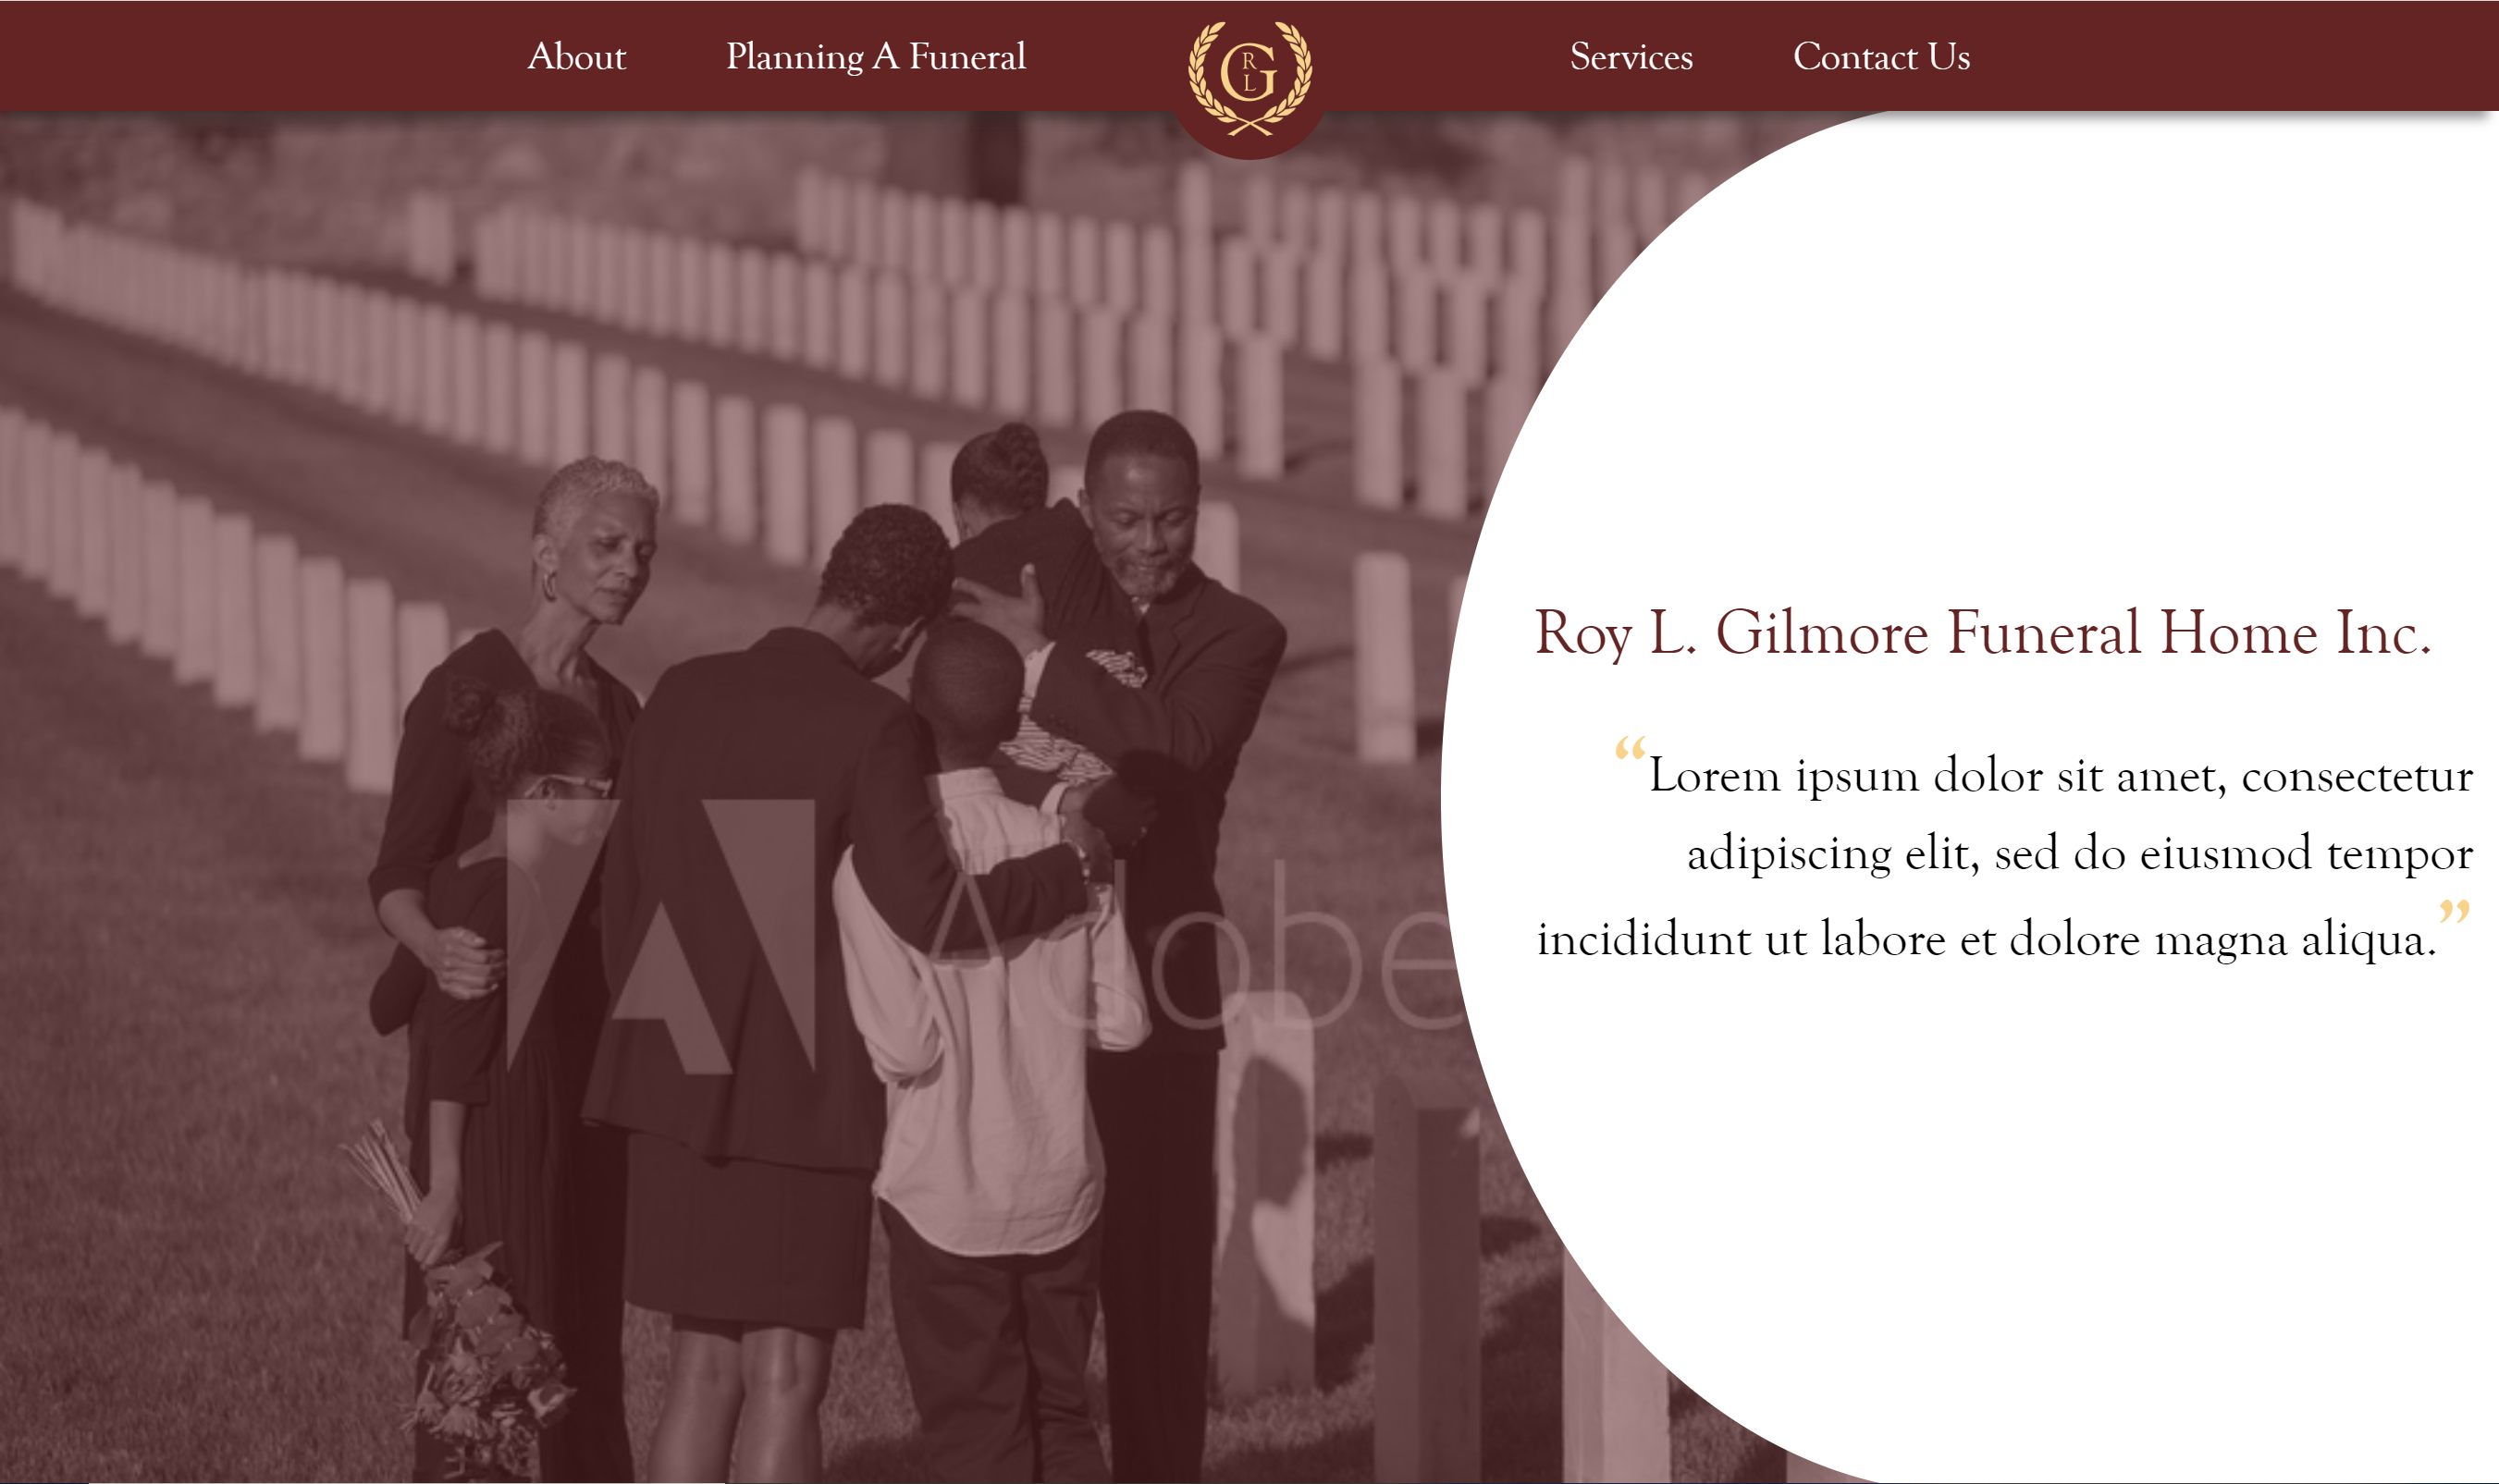 About Planning A Funeral Services Contact Us
R
L
G
Adobe
Roy L. Gilmore Funeral Home Inc.
“Lorem ipsum dolor sit amet, consectetur
adipiscing elit, sed do eiusmod tempor
incididunt ut labore et dolore magna aliqua.”